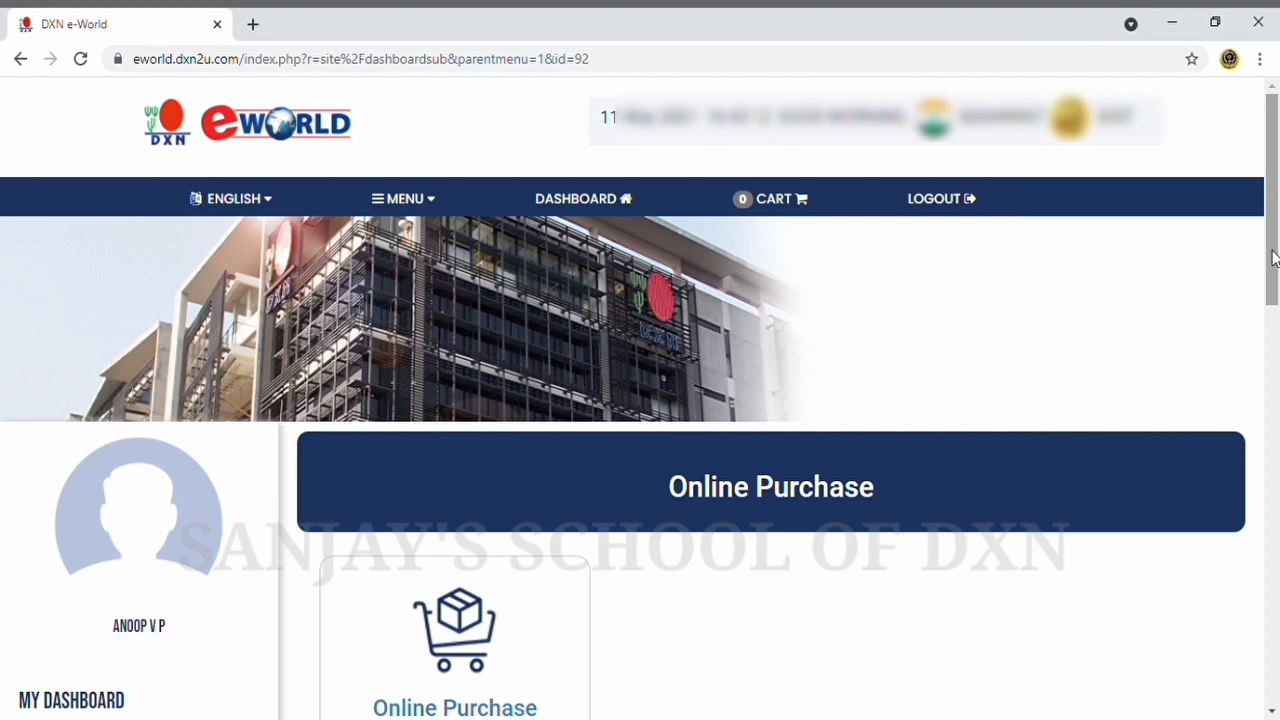 DXN e-World
eworld.dxn2u.com/index.php?r=site%2Fdashboardsub&parentmenu=1&id=92
DXN eWORLD
11
ENGLISH MENU DASHBOARD 0 CART LOGOUT
DXN
Online Purchase
SANJAY'S SCHOOL OF DXN
ANOOP V P
Online Purchase
MY DASHBOARD